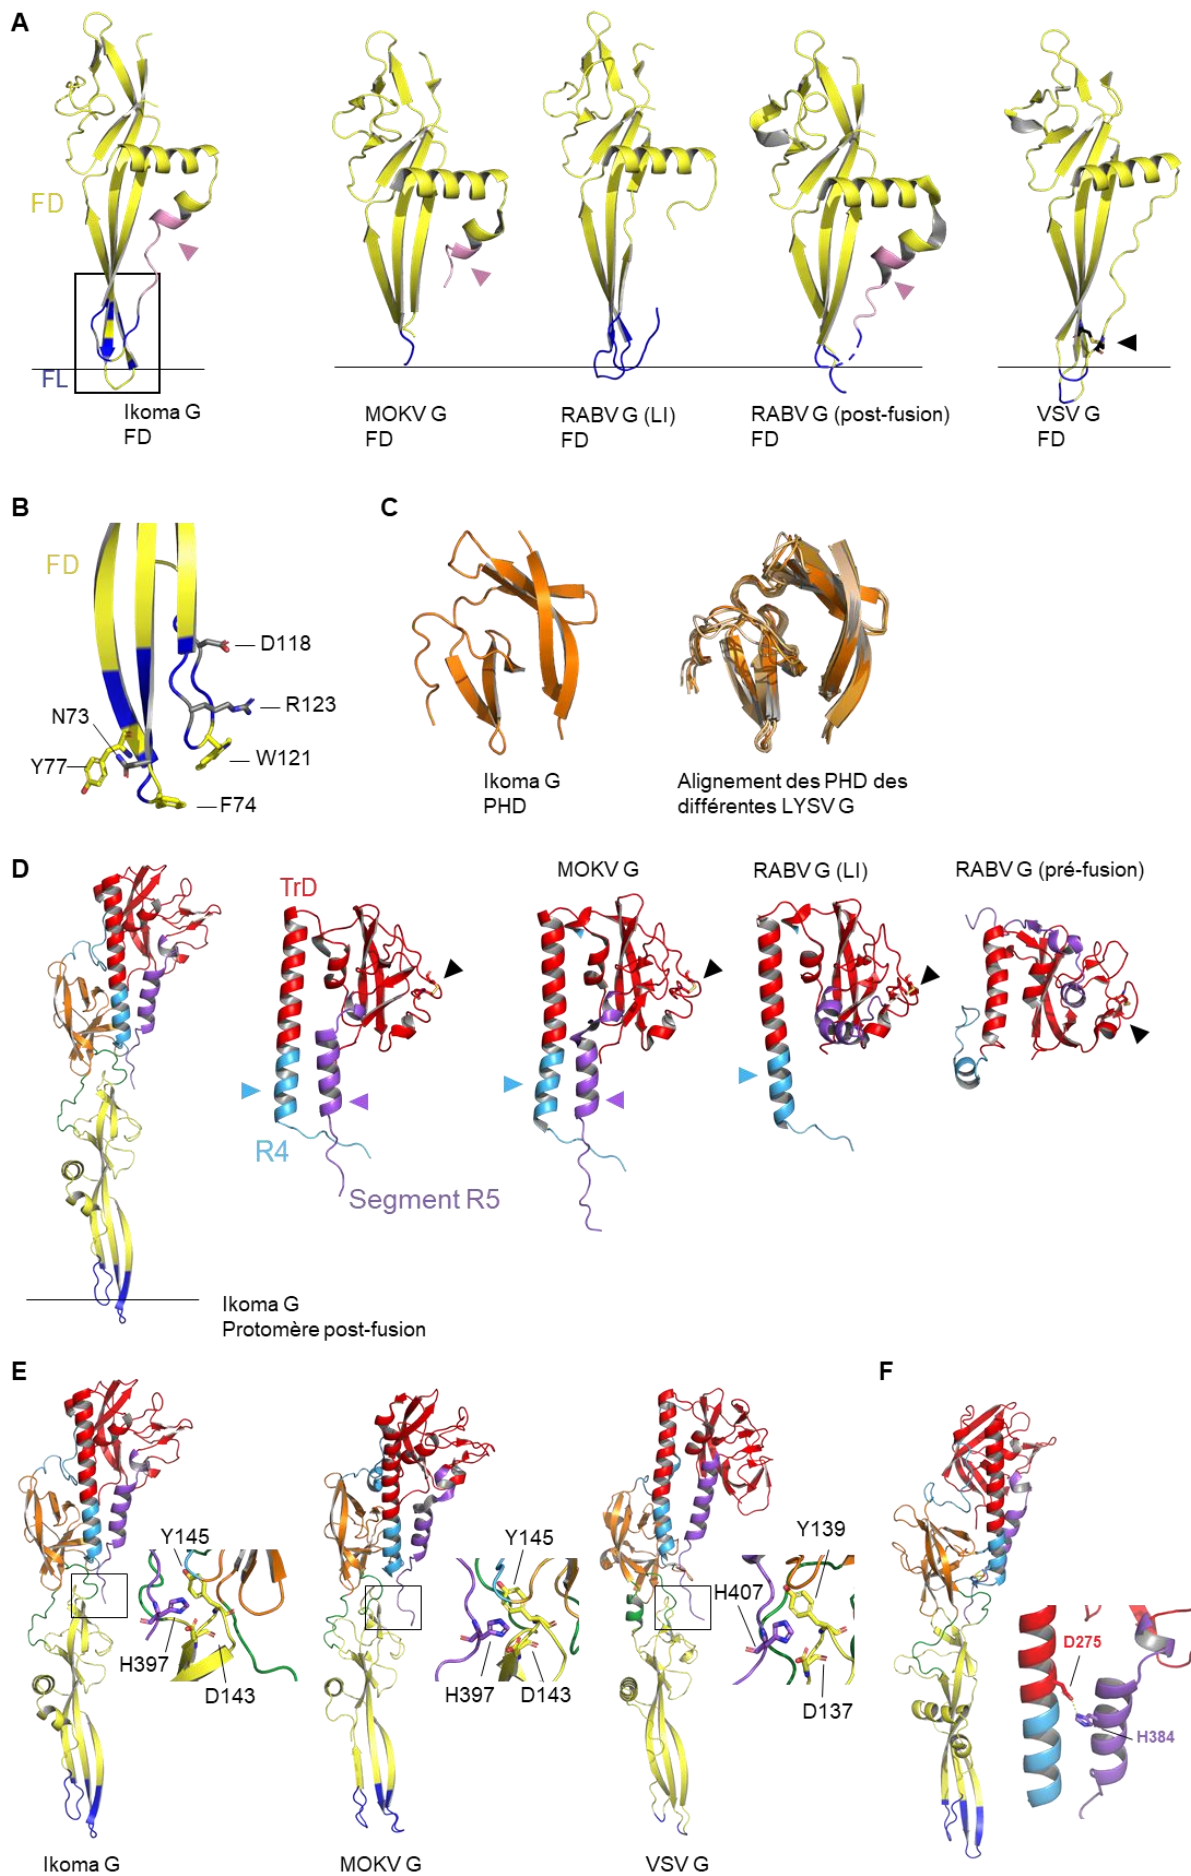 A
FD
FL
Ikoma G
FD
MOKV G
FD
RABV G (LI)
FD
RABV G (post-fusion)
FD
VSV G
FD
B
FD
D118
R123
N73
W121
Y77
F74
C
Ikoma G
PHD
Alignement des PHD des
différentes LYSV G
D
TrD
MOKV G
RABV G (LI)
RABV G (pré-fusion)
R4
Segment R5
Ikoma G
Protomère post-fusion
E
Y145
H397
D143
Ikoma G
Y145
H397
D143
MOKV G
Y139
H407
D137
VSV G
F
D275
H384